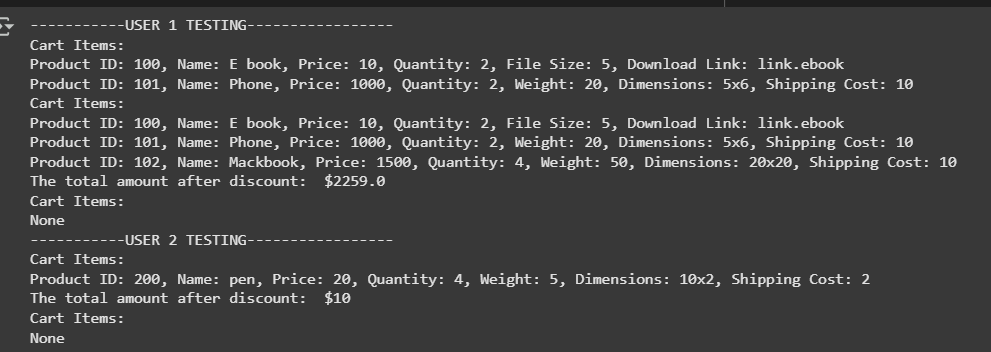 -----------USER 1 TESTING-----------------
Cart Items:
Product ID: 100, Name: E book, Price: 10, Quantity: 2, File Size: 5, Download Link: link.ebook
Product ID: 101, Name: Phone, Price: 1000, Quantity: 2, Weight: 20, Dimensions: 5x6, Shipping Cost: 10
Cart Items:
Product ID: 100, Name: E book, Price: 10, Quantity: 2, File Size: 5, Download Link: link.ebook
Product ID: 101, Name: Phone, Price: 1000, Quantity: 2, Weight: 20, Dimensions: 5x6, Shipping Cost: 10
Product ID: 102, Name: Mackbook, Price: 1500, Quantity: 4, Weight: 50, Dimensions: 20x20, Shipping Cost: 10
The total amount after discount:  $2259.0
Cart Items:
None
-----------USER 2 TESTING-----------------
Cart Items:
Product ID: 200, Name: pen, Price: 20, Quantity: 4, Weight: 5, Dimensions: 10x2, Shipping Cost: 2
The total amount after discount:  $10
Cart Items:
None